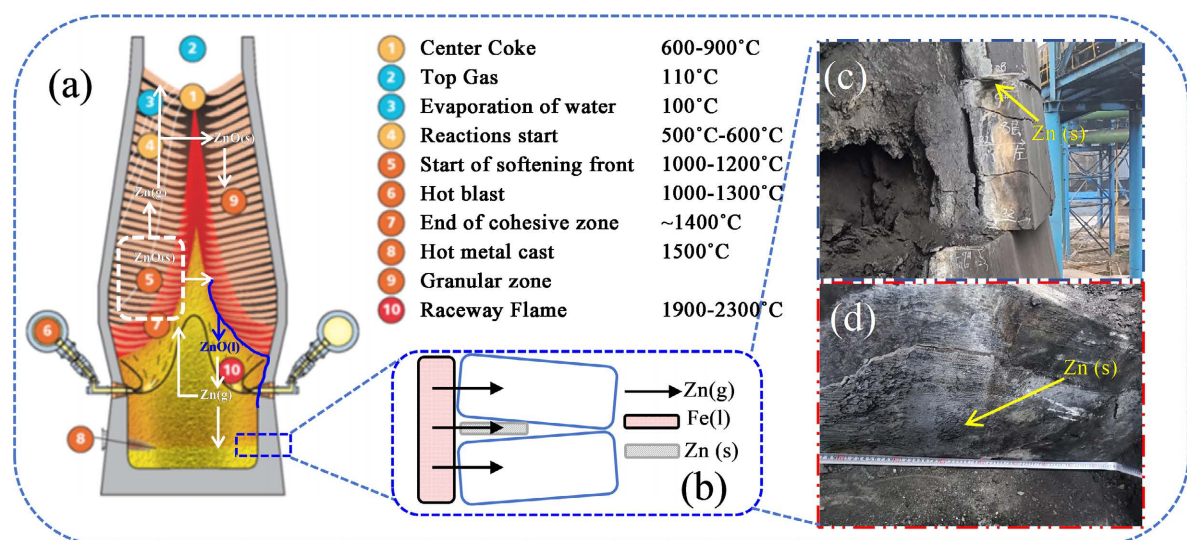 (a)
2
1
3
4
ZnO(s)
Zn(g)
9
ZnO(s)
5
7
6
ZnO(l)
10
Zn(g)
8
1 Center Coke 600-900°C
2 Top Gas 110°C
3 Evaporation of water 100°C
4 Reactions start 500°C-600°C
5 Start of softening front 1000-1200°C
6 Hot blast 1000-1300°C
7 End of cohesive zone ~1400°C
8 Hot metal cast 1500°C
9 Granular zone
10 Raceway Flame 1900-2300°C
Zn(g)
Fe(l)
Zn (s)
(b)
(c)
Zn (s)
(d)
Zn (s)